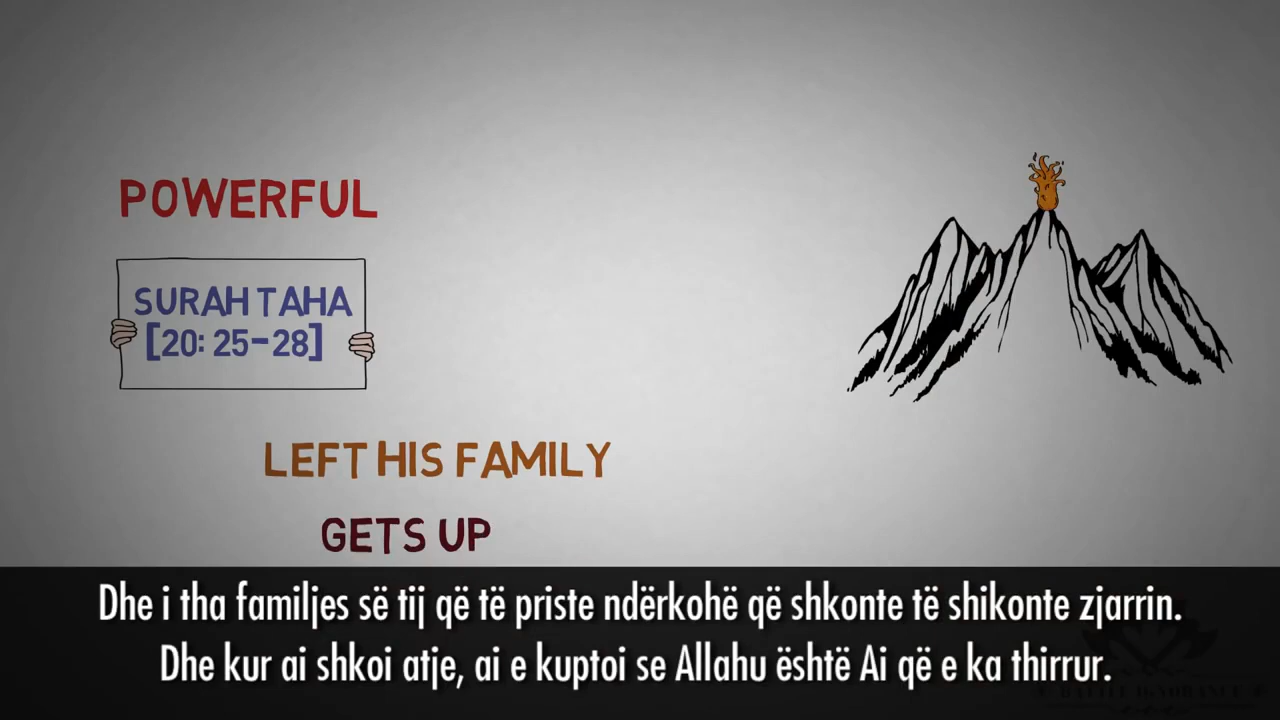 POWERFUL
SURAH TAHA
[20: 25-28]
LEFT HIS FAMILY
GETS UP
Dhe i tha familjes së tij që të priste ndërkohë që shkonte të shikonte zjarrin.
Dhe kur ai shkoi atje, ai e kuptoi se Allahu është Ai që e ka thirrur.